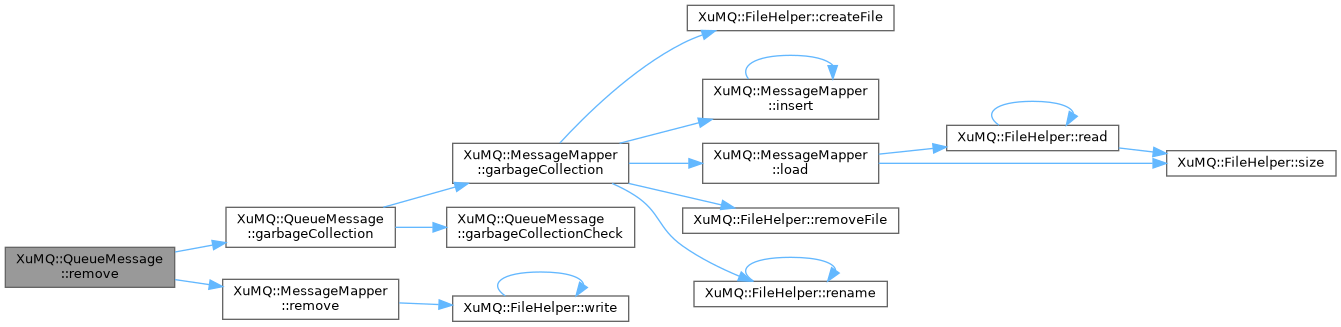 XuMQ::QueueMessage
::remove
XuMQ::QueueMessage
::garbageCollection
XuMQ::MessageMapper
::garbageCollection
XuMQ::FileHelper::createFile
XuMQ::MessageMapper
::insert
XuMQ::MessageMapper
::load
XuMQ::FileHelper::read
XuMQ::FileHelper::size
XuMQ::FileHelper::removeFile
XuMQ::FileHelper::rename
XuMQ::QueueMessage
::garbageCollectionCheck
XuMQ::MessageMapper
::remove
XuMQ::FileHelper::write